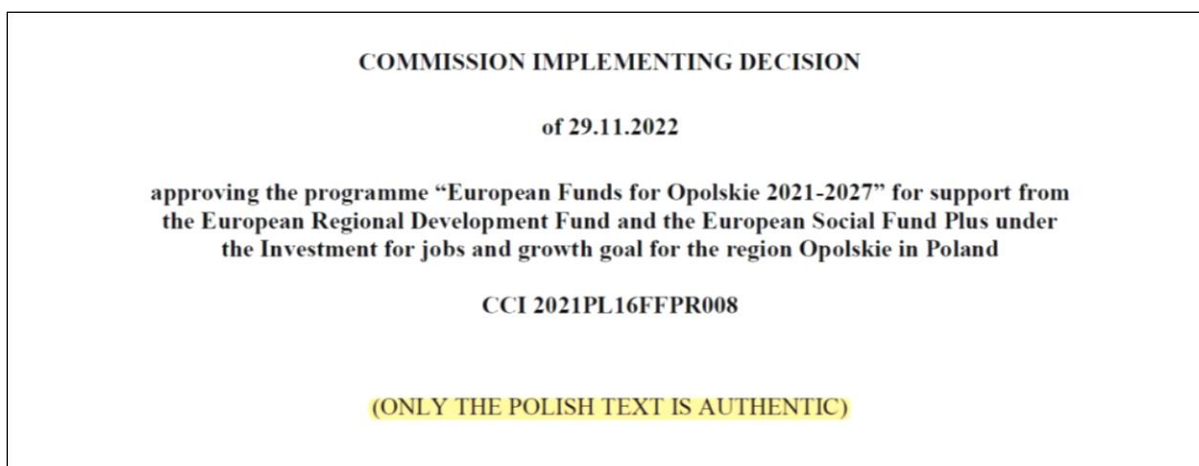 COMMISSION IMPLEMENTING DECISION
of 29.11.2022
approving the programme “European Funds for Opolskie 2021-2027” for support from
the European Regional Development Fund and the European Social Fund Plus under
the Investment for jobs and growth goal for the region Opolskie in Poland
CCI 2021PL16FFPR008
(ONLY THE POLISH TEXT IS AUTHENTIC)